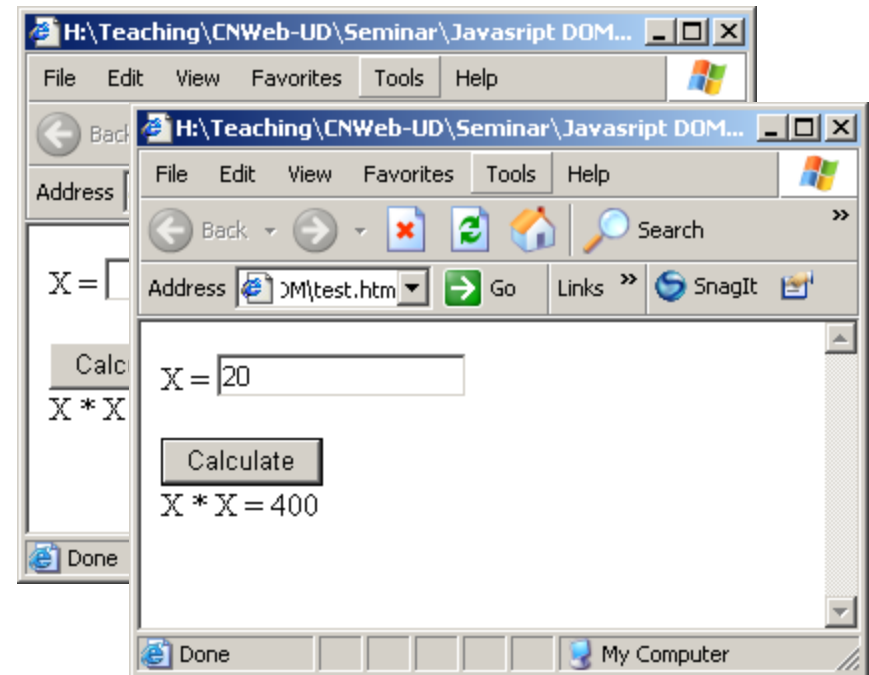 H:\Teaching\CNWeb-UD\Seminar\Javasript DOM...
File Edit View Favorites Tools Help
Address
X =
X * X
Done
H:\Teaching\CNWeb-UD\Seminar\Javasript DOM...
File Edit View Favorites Tools Help
Back Search »
Address OM\test.htm Go Links » SnagIt
X = 20
Calculate
X * X = 400
Done My Computer